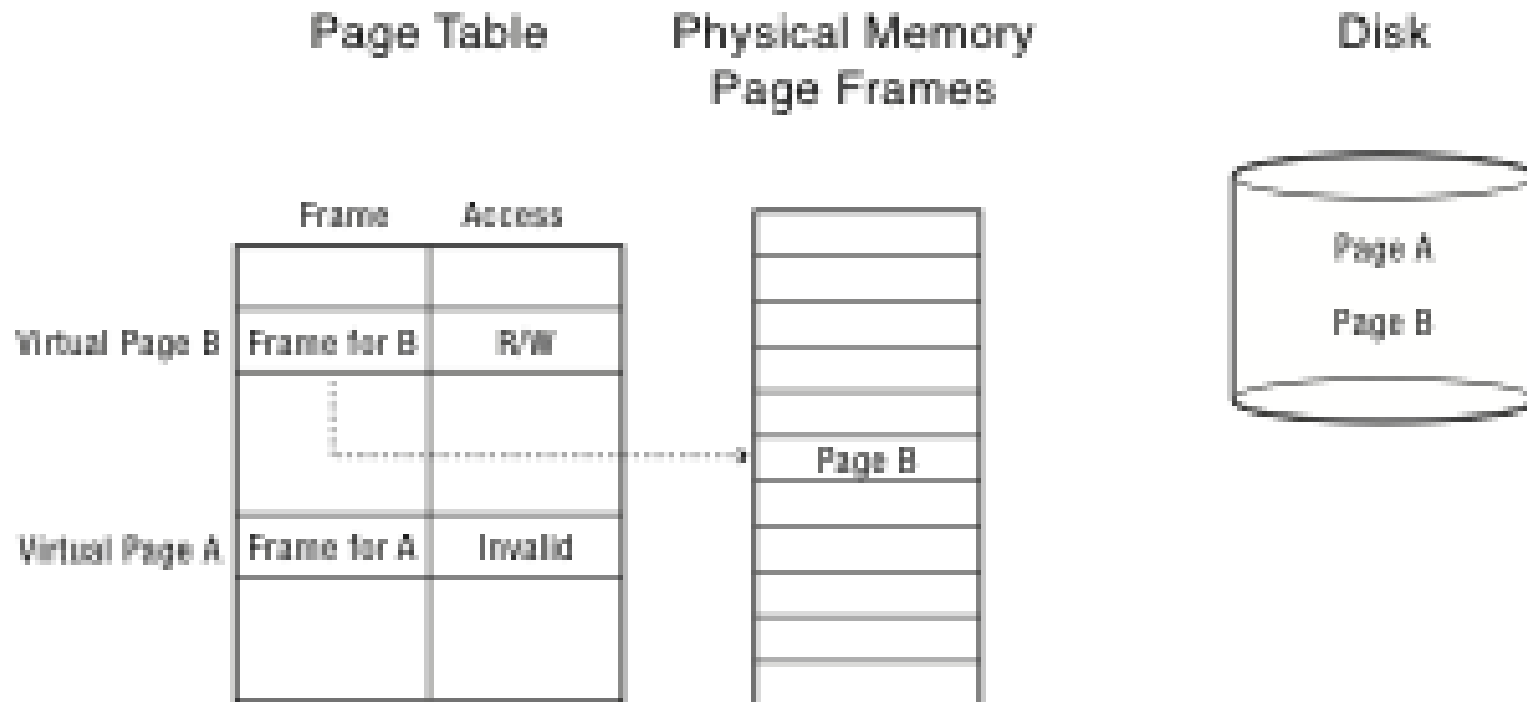 Page Table
Physical Memory
Page Frames
Disk
Frame Access
Virtual Page B Frame for B R/W
Page B
Virtual Page A Frame for A Invalid
Page A
Page B